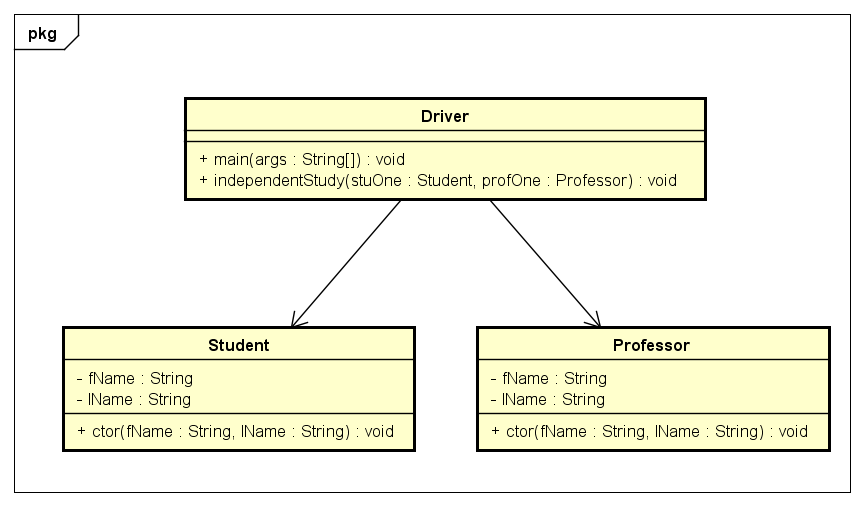 pkg
Driver
+ main(args : String[]) : void
+ independentStudy(stuOne : Student, profOne : Professor) : void
Student
- fName : String
- lName : String
+ ctor(fName : String, lName : String) : void
Professor
- fName : String
- lName : String
+ ctor(fName : String, lName : String) : void